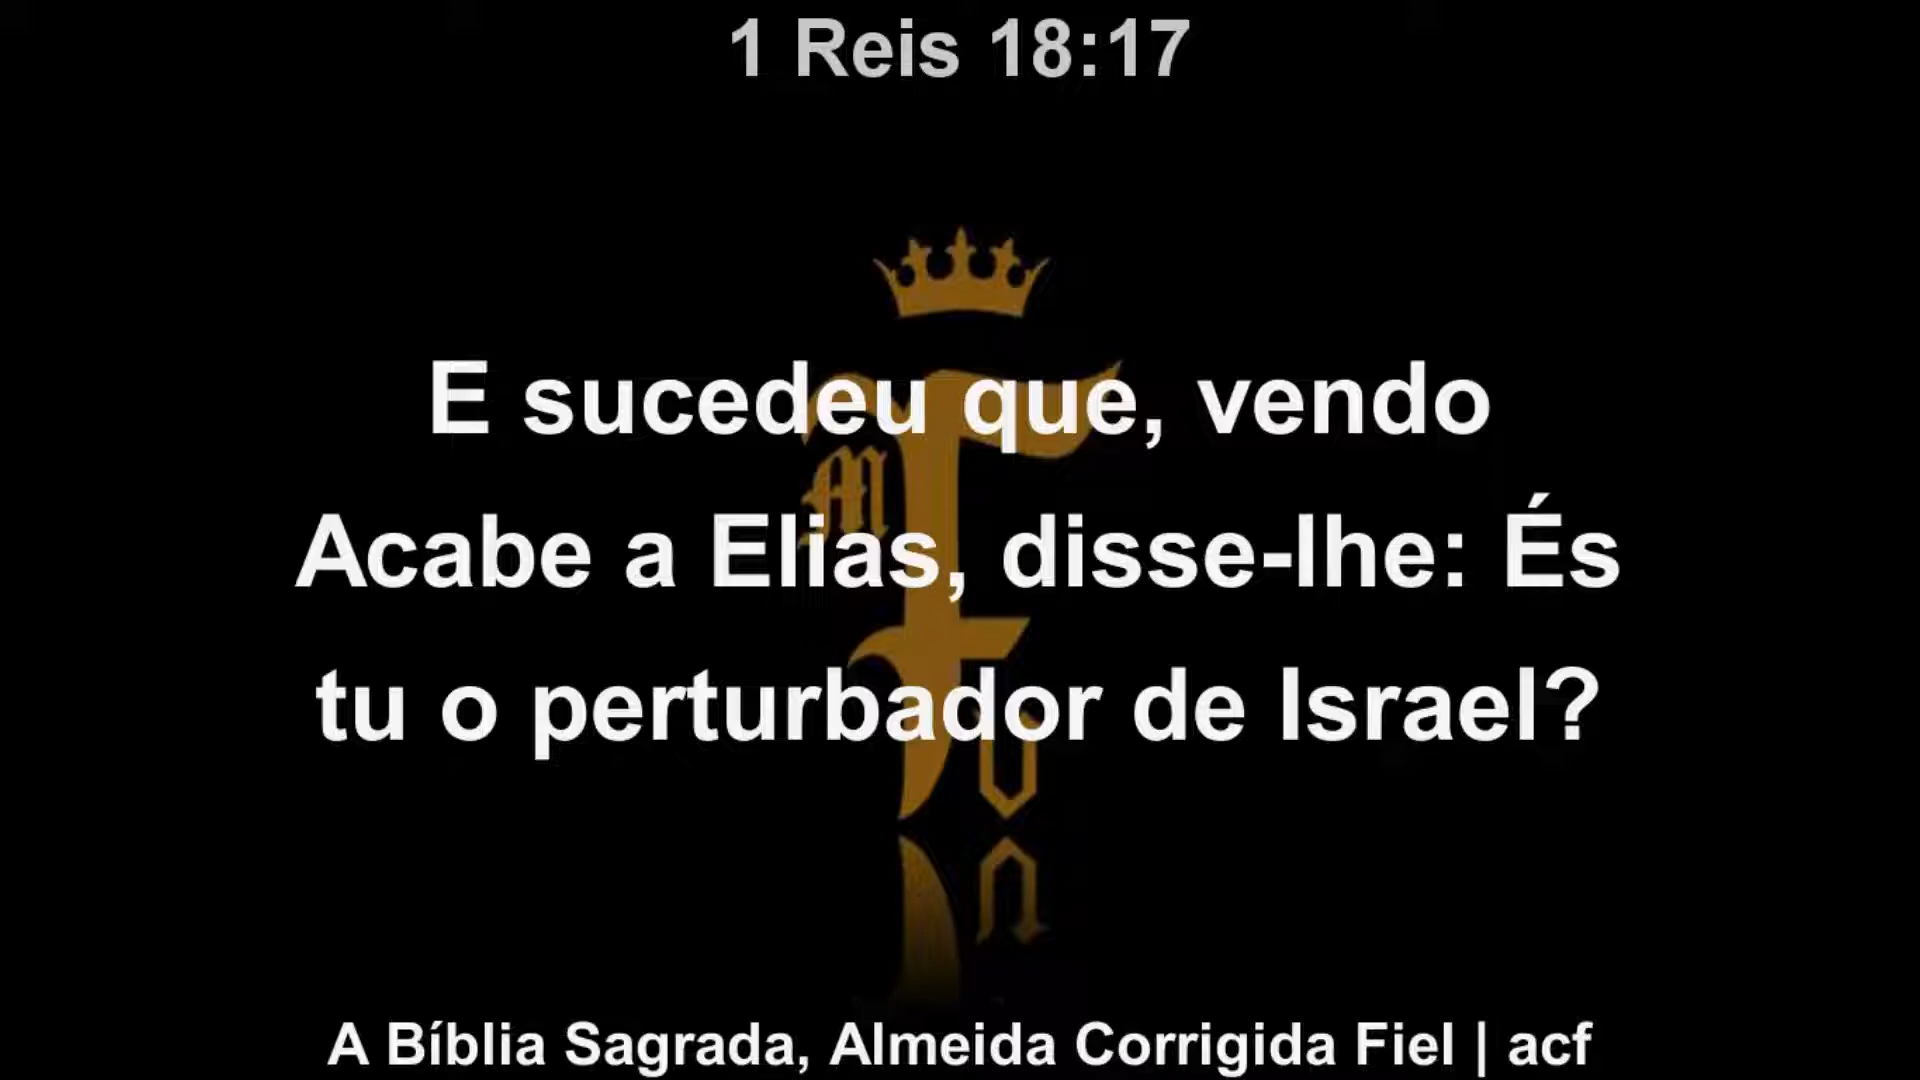 1 Reis 18:17
E sucedeu que, vendo
Acabe a Elias, disse-lhe: És
tu o perturbador de Israel?
A Bíblia Sagrada, Almeida Corrigida Fiel | acf